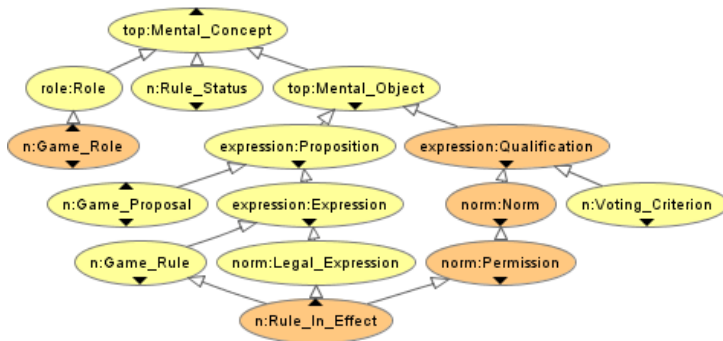 top:Mental_Concept
role:Role
n:Rule_Status
top:Mental_Object
n:Game_Role
expression:Proposition
expression:Qualification
n:Game_Proposal
expression:Expression
norm:Norm
n:Voting_Criterion
n:Game_Rule
norm:Legal_Expression
norm:Permission
n:Rule_In_Effect